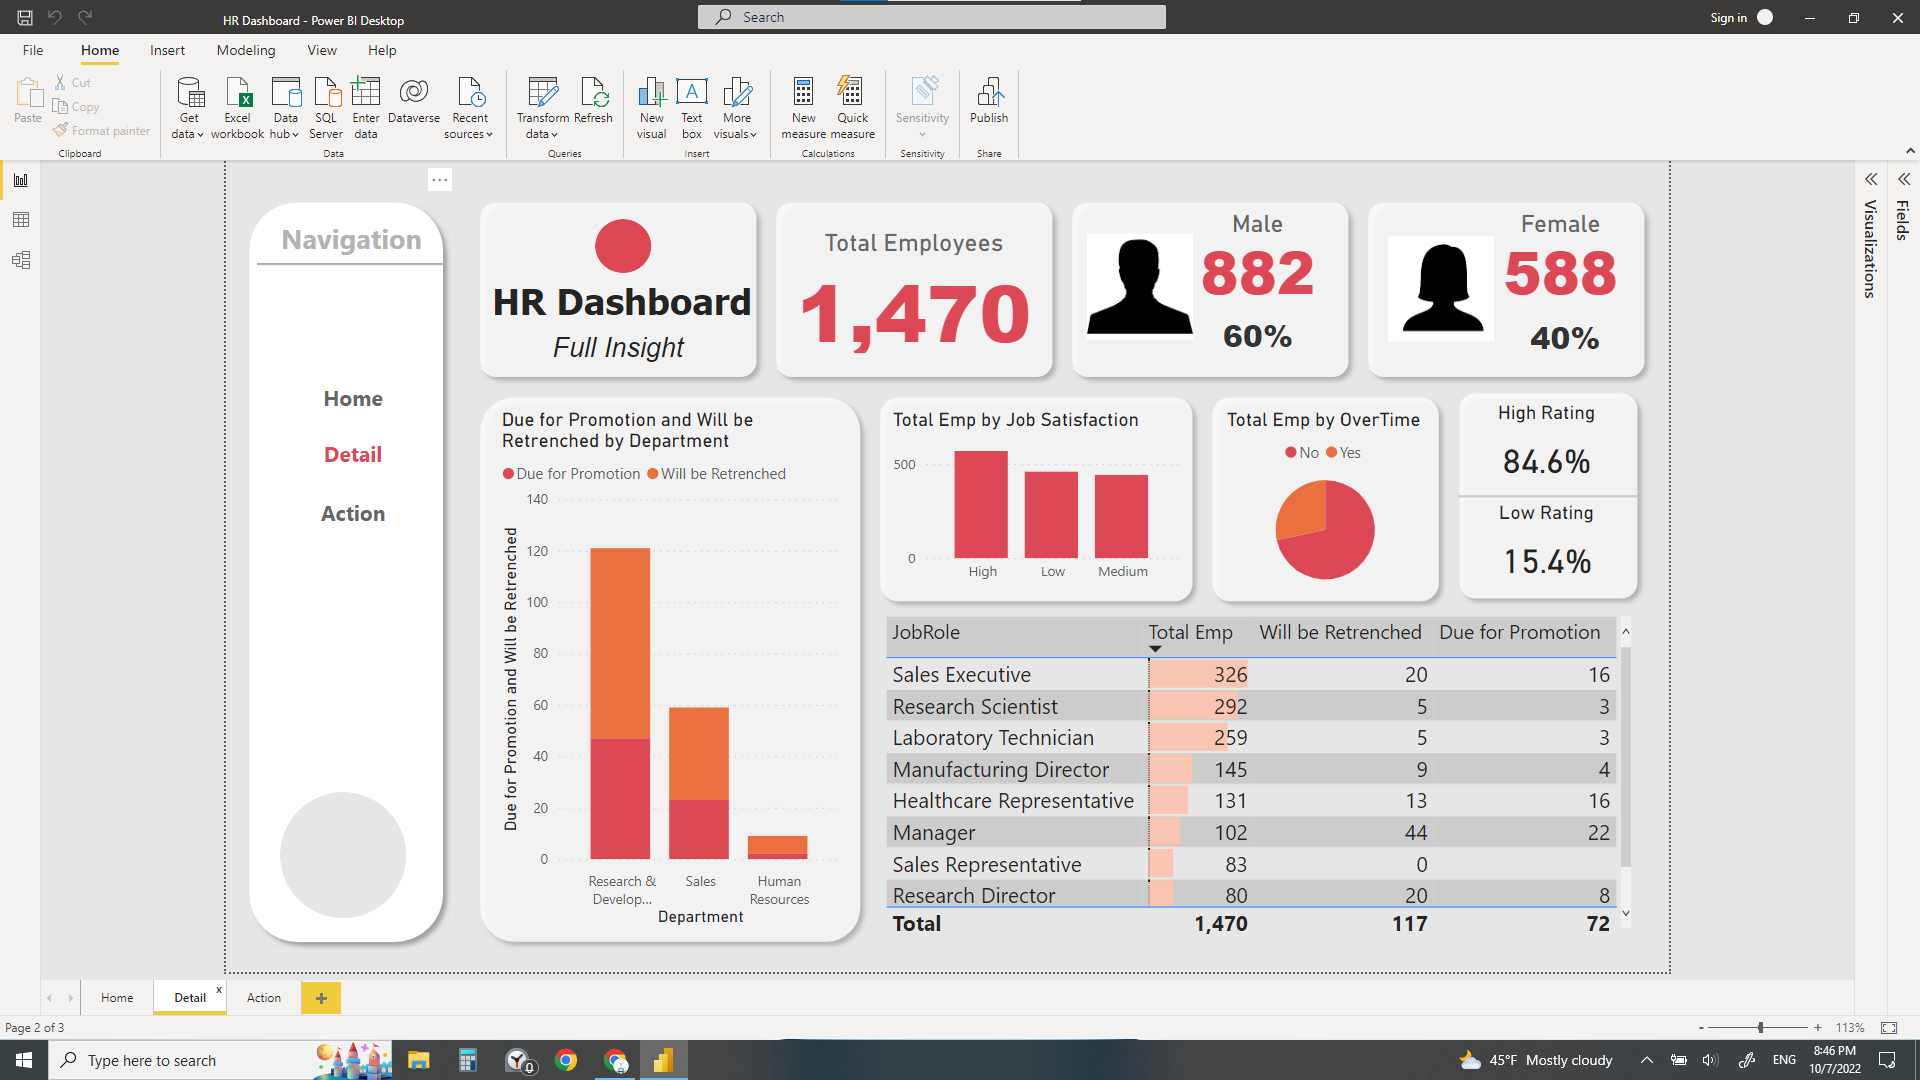 HR Dashboard - Power BI Desktop
Search
Sign in
File
Home
Insert
Modeling
View
Help
Paste
Cut
Copy
Format painter
Clipboard
Get data
Excel workbook
Data hub
SQL Server
Enter data
Dataverse
Recent sources
Data
Transform data
Refresh
Queries
New visual
Text box
More visuals
Insert
New measure
Quick measure
Calculations
Sensitivity
Sensitivity
Publish
Share
Visualizations
Fields
Navigation
Home
Detail
Action
HR Dashboard
Full Insight
Total Employees
1,470
Male
882
60%
Female
588
40%
Due for Promotion and Will be
Retrenched by Department
Due for Promotion Will be Retrenched
Due for Promotion and Will be Retrenched
140
120
100
80
60
40
20
0
Research & Develop...
Sales
Human Resources
Department
Total Emp by Job Satisfaction
500
0
High Low Medium
Total Emp by OverTime
No Yes
High Rating
84.6%
Low Rating
15.4%
JobRole Total Emp Will be Retrenched Due for Promotion
Sales Executive 326 20 16
Research Scientist 292 5 3
Laboratory Technician 259 5 3
Manufacturing Director 145 9 4
Healthcare Representative 131 13 16
Manager 102 44 22
Sales Representative 83 0
Research Director 80 20 8
Total 1,470 117 72
Home
Detail
x
Action
+
Page 2 of 3
- + 113%
Type here to search
0
45°F Mostly cloudy
ENG
8:46 PM
10/7/2022